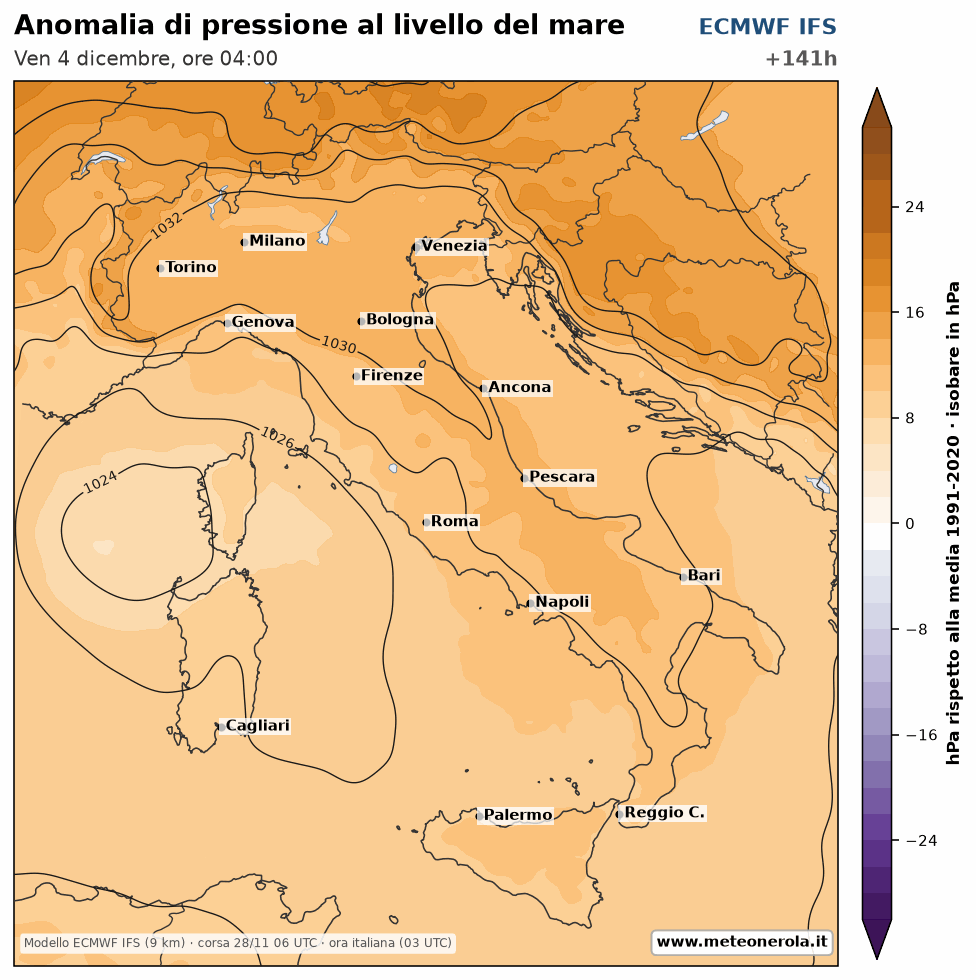 Anomalia di pressione al livello del mare
ECMWF IFS
Ven 4 dicembre, ore 04:00
+141h
1032
Milano
Venezia
Torino
Genova
Bologna
1030
Firenze
Ancona
1026
1024
Pescara
Roma
Bari
Napoli
Cagliari
Palermo
Reggio C.
24
16
8
0
−8
−16
−24
hPa rispetto alla media 1991-2020 · isobare in hPa
Modello ECMWF IFS (9 km) · corsa 28/11 06 UTC · ora italiana (03 UTC)
www.meteonerola.it